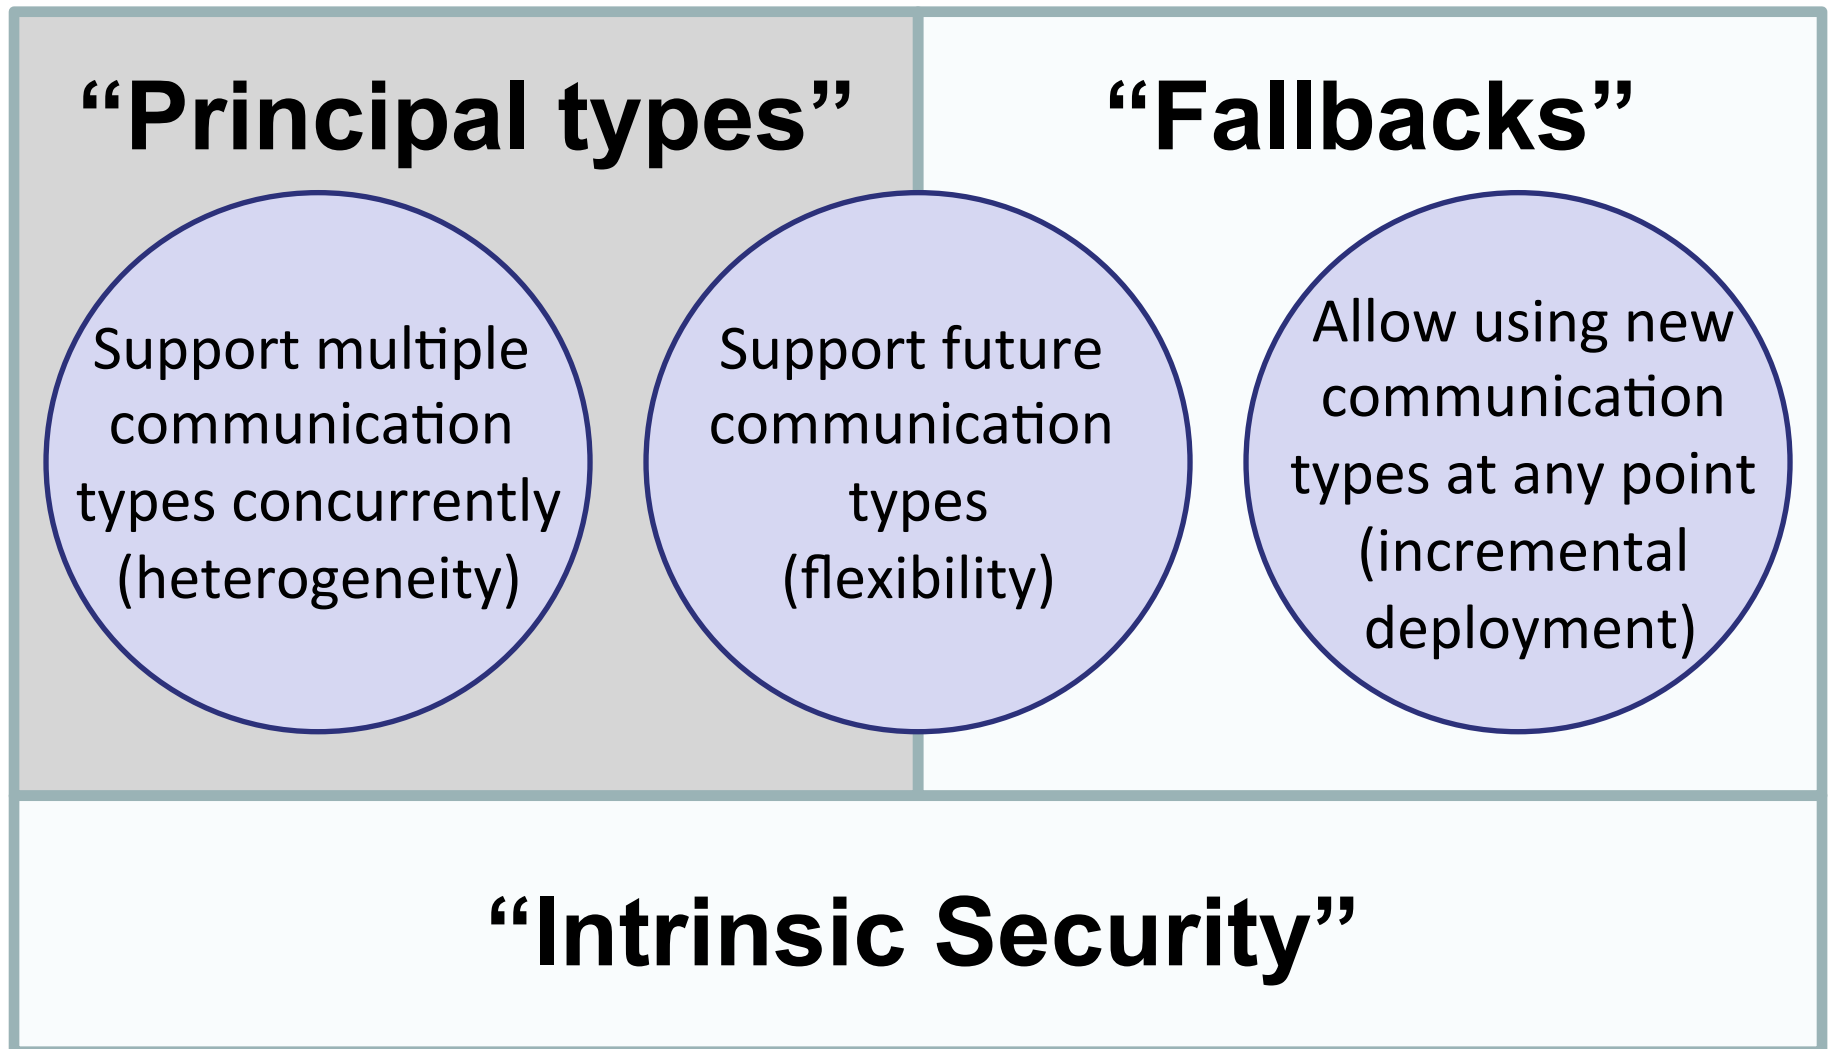 “Principal types”
“Fallbacks”
Support multiple
communication
types concurrently
(heterogeneity)
Support future
communication
types
(flexibility)
Allow using new
communication
types at any point
(incremental
deployment)
“Intrinsic Security”